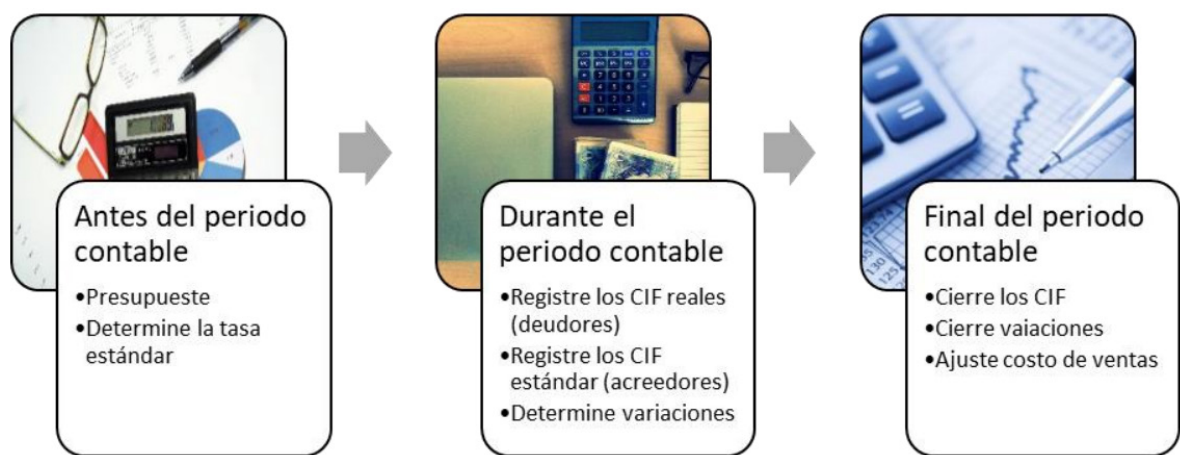 Antes del periodo
contable
•Presupueste
•Determine la tasa
estándar
Durante el
periodo contable
•Registre los CIF reales
(deudores)
•Registre los CIF
estándar (acreedores)
•Determine variaciones
Final del periodo
contable
•Cierre los CIF
•Cierre vaiaciones
•Ajuste costo de ventas